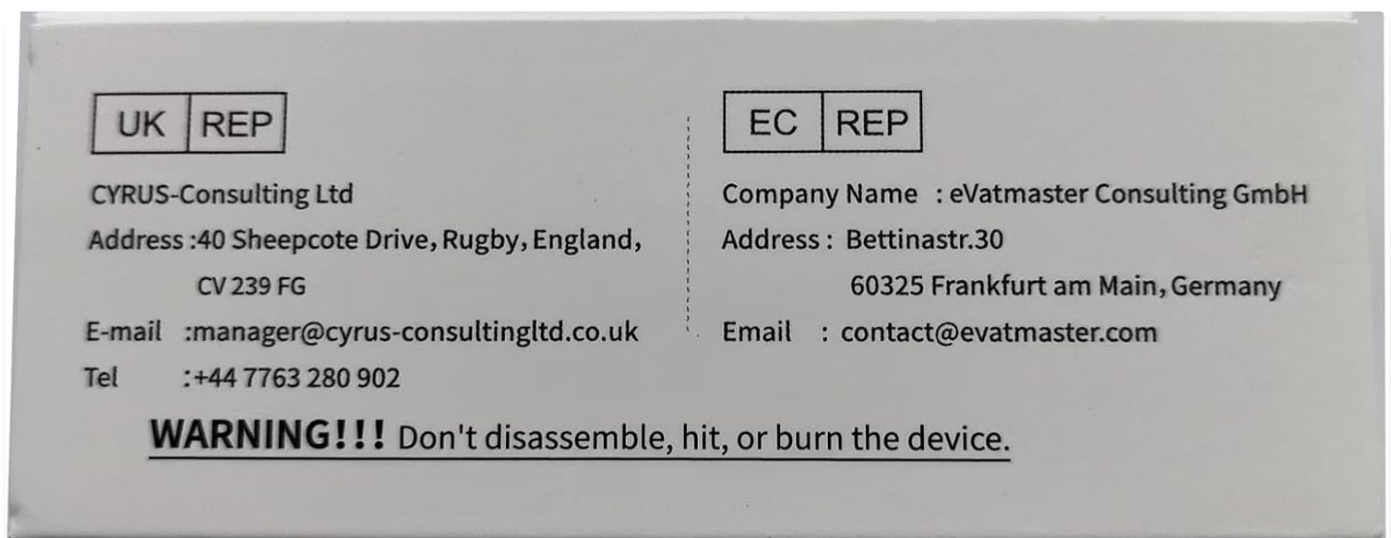 UK REP
CYRUS-Consulting Ltd
Address :40 Sheepcote Drive, Rugby, England,
CV 239 FG
E-mail :manager@cyrus-consultingltd.co.uk
Tel :+44 7763 280 902
EC REP
Company Name : eVatmaster Consulting GmbH
Address : Bettinastr.30
60325 Frankfurt am Main, Germany
Email : contact@evatmaster.com
WARNING!!! Don't disassemble, hit, or burn the device.